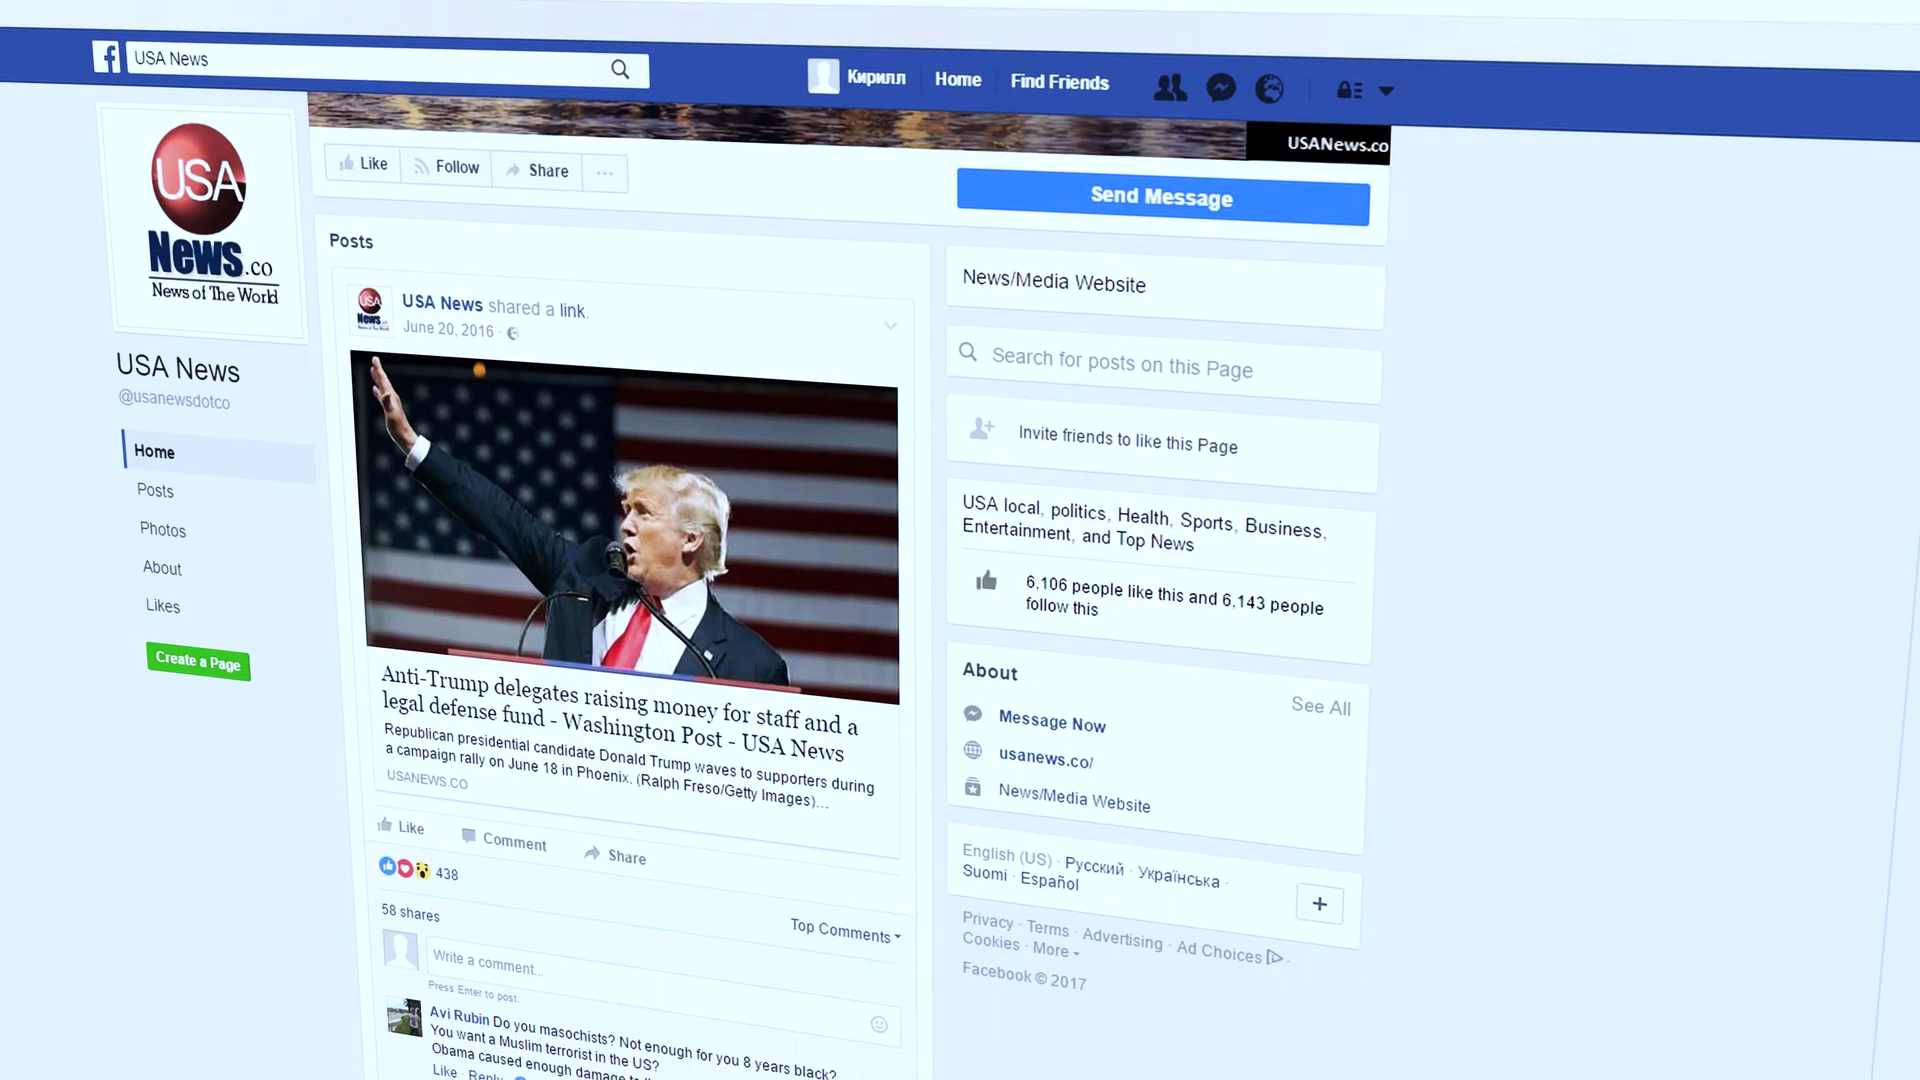 USA News
Кирилл
Home
Find Friends
USA
News.co
News of The World
USA News
@usanewsdotco
Home
Posts
Photos
About
Likes
Create a Page
USANews.co
Like
Follow
Share
Send Message
Posts
USA News shared a link.
June 20, 2016
Anti-Trump delegates raising money for staff and a
legal defense fund - Washington Post - USA News
Republican presidential candidate Donald Trump waves to supporters during
a campaign rally on June 18 in Phoenix. (Ralph Freso/Getty Images)...
USANEWS.CO
Like
Comment
Share
438
58 shares
Top Comments
Write a comment...
Press Enter to post.
Avi Rubin Do you masochists? Not enough for you 8 years black?
You want a Muslim terrorist in the US?
Obama caused enough damage
Like · Reply
News/Media Website
Search for posts on this Page
Invite friends to like this Page
USA local, politics, Health, Sports, Business,
Entertainment, and Top News
6,106 people like this and 6,143 people
follow this
About
See All
Message Now
usanews.co/
News/Media Website
English (US) · Русский · Українська ·
Suomi · Español
Privacy · Terms · Advertising · Ad Choices ·
Cookies · More
Facebook © 2017